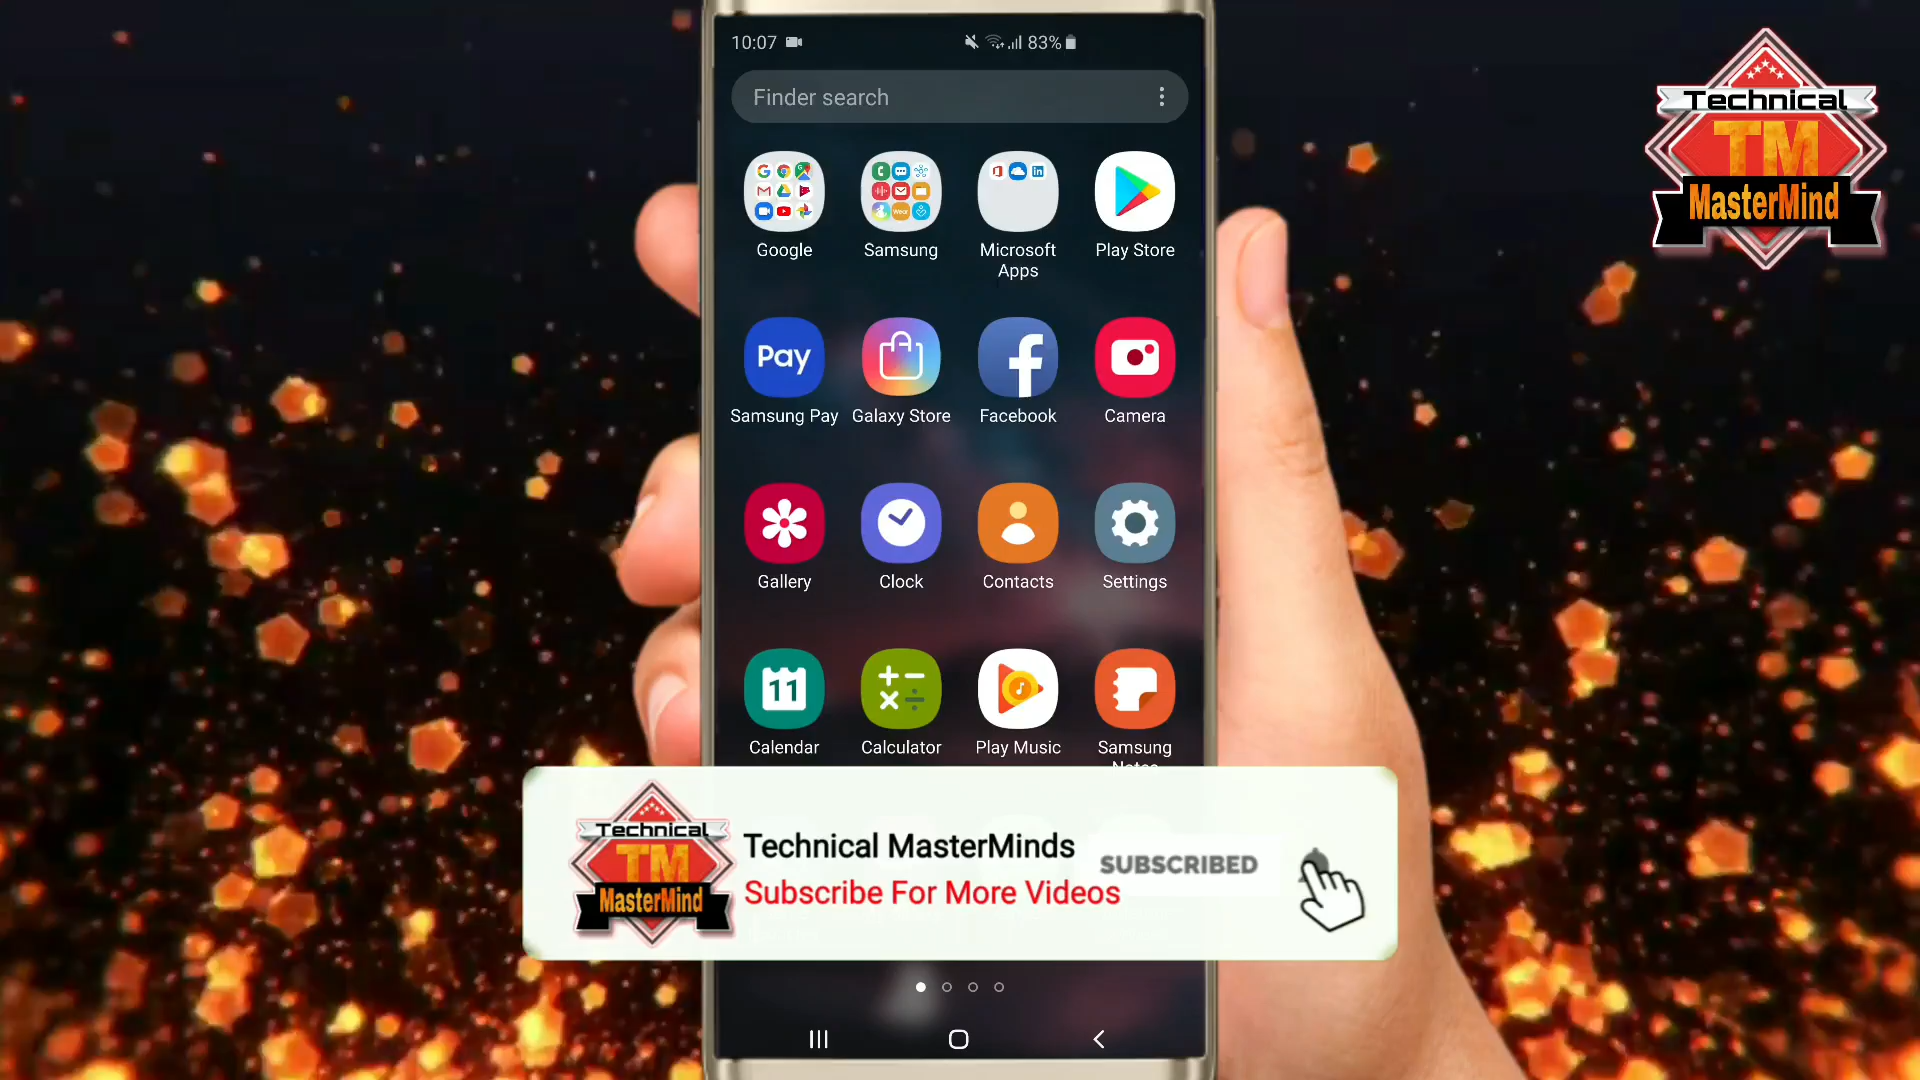 10:07
83%
Finder search
Google
Samsung
Microsoft
Apps
Play Store
Pay
Samsung Pay
Galaxy Store
Facebook
Camera
Gallery
Clock
Contacts
Settings
11
Calendar
Calculator
Play Music
Samsung
Notes
Technical
TM
MasterMind
Technical
TM
MasterMind
Technical MasterMinds
Subscribe For More Videos
SUBSCRIBED